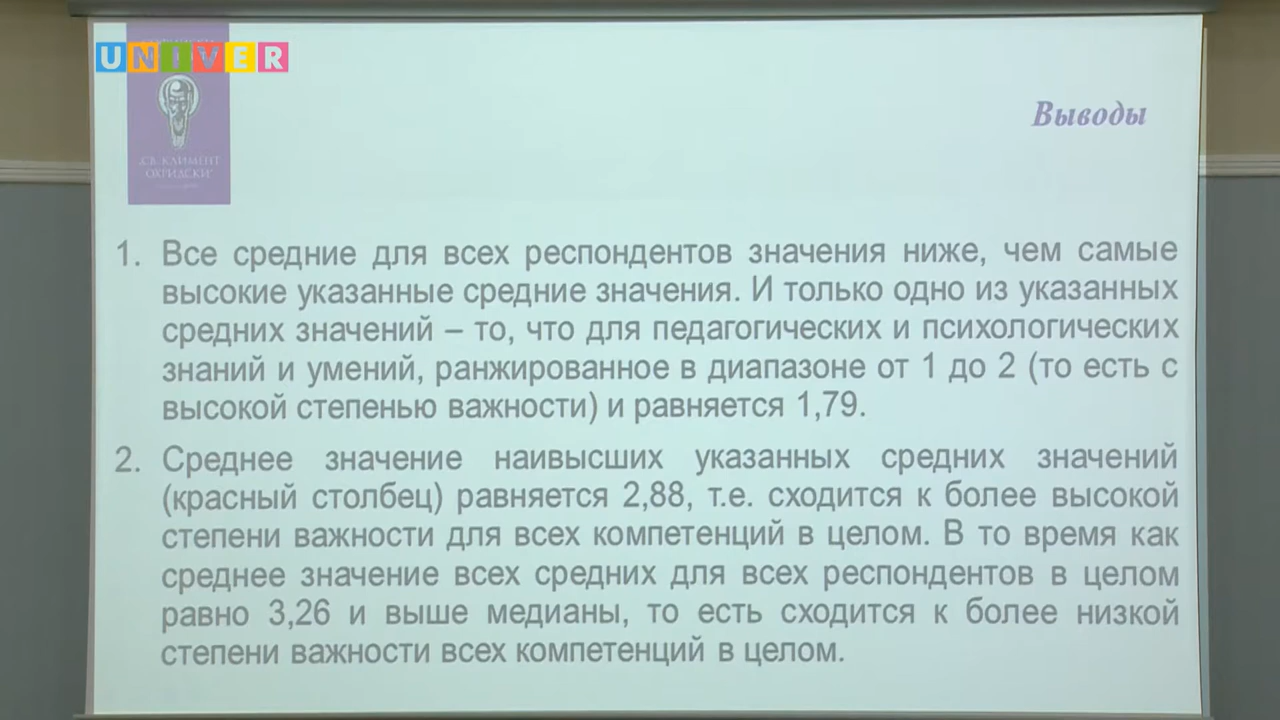 UNIVER
„СВ. КЛИМЕНТ
ОХРИДСКИ“
Выводы
1. Все средние для всех респондентов значения ниже, чем самые
высокие указанные средние значения. И только одно из указанных
средних значений – то, что для педагогических и психологических
знаний и умений, ранжированное в диапазоне от 1 до 2 (то есть с
высокой степенью важности) и равняется 1,79.
2. Среднее значение наивысших указанных средних значений
(красный столбец) равняется 2,88, т.е. сходится к более высокой
степени важности для всех компетенций в целом. В то время как
среднее значение всех средних для всех респондентов в целом
равно 3,26 и выше медианы, то есть сходится к более низкой
степени важности всех компетенций в целом.